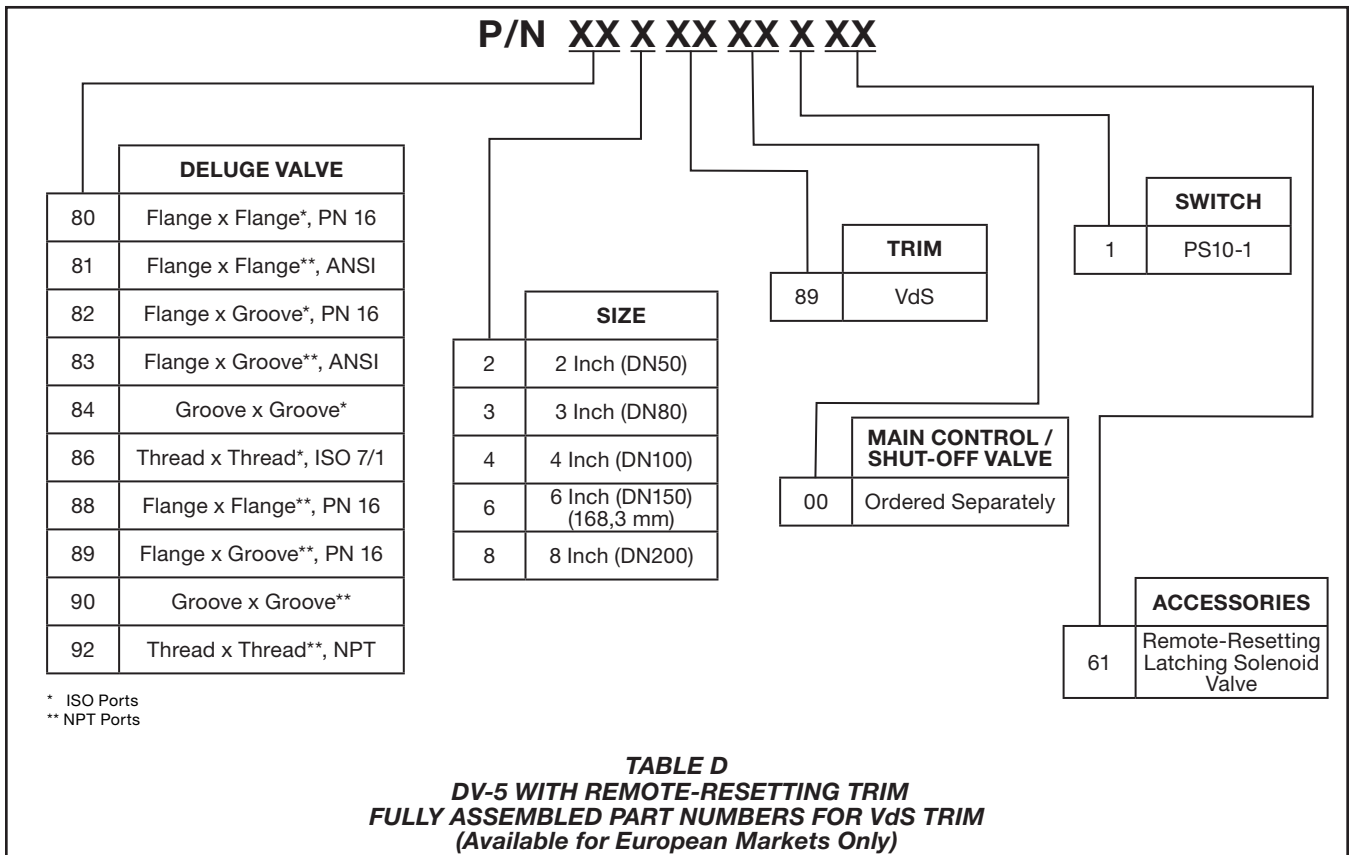 P/N XX X XX XX X XX
DELUGE VALVE
80 Flange x Flange*, PN 16
81 Flange x Flange**, ANSI
82 Flange x Groove*, PN 16
83 Flange x Groove**, ANSI
84 Groove x Groove*
86 Thread x Thread*, ISO 7/1
88 Flange x Flange**, PN 16
89 Flange x Groove**, PN 16
90 Groove x Groove**
92 Thread x Thread**, NPT
* ISO Ports
** NPT Ports
SIZE
2 2 Inch (DN50)
3 3 Inch (DN80)
4 4 Inch (DN100)
6 6 Inch (DN150)
(168,3 mm)
8 8 Inch (DN200)
TRIM
89 VdS
MAIN CONTROL /
SHUT-OFF VALVE
00 Ordered Separately
SWITCH
1 PS10-1
ACCESSORIES
61 Remote-Resetting
Latching Solenoid
Valve
TABLE D
DV-5 WITH REMOTE-RESETTING TRIM
FULLY ASSEMBLED PART NUMBERS FOR VdS TRIM
(Available for European Markets Only)